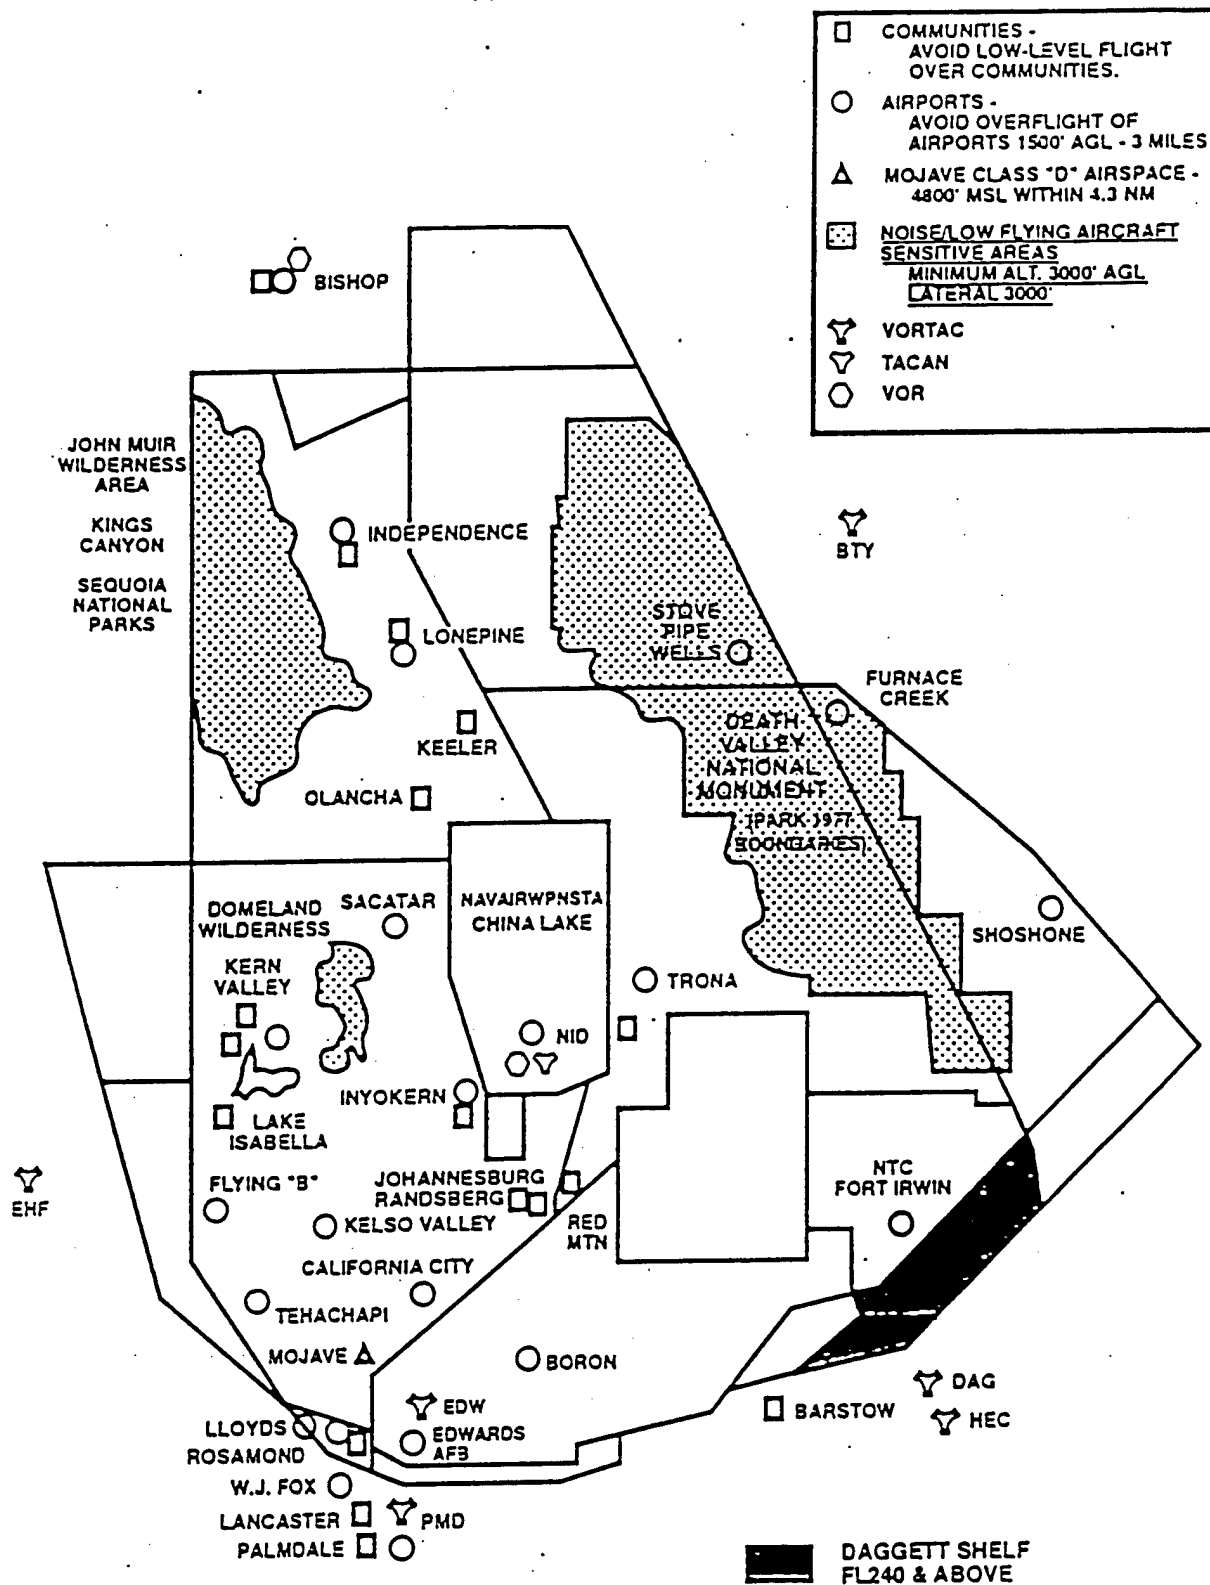 COMMUNITIES -
AVOID LOW-LEVEL FLIGHT
OVER COMMUNITIES.
AIRPORTS -
AVOID OVERFLIGHT OF
AIRPORTS 1500' AGL - 3 MILES
MOJAVE CLASS "D" AIRSPACE -
4800' MSL WITHIN 4.3 NM
NOISE/LOW FLYING AIRCRAFT
SENSITIVE AREAS
MINIMUM ALT. 3000' AGL
LATERAL 3000'
VORTAC
TACAN
VOR
BISHOP
JOHN MUIR
WILDERNESS
AREA
KINGS
CANYON
SEQUOIA
NATIONAL
PARKS
INDEPENDENCE
LONEPINE
KEELER
OLANCHA
BTY
STOVE
PIPE
WELLS
FURNACE
CREEK
DEATH
VALLEY
NATIONAL
MONUMENT
(PARK 1977
BOONDARIES)
SHOSHONE
SACATAR
DOMELAND
WILDERNESS
KERN
VALLEY
NAVAIRWPNSTA
CHINA LAKE
TRONA
NID
INYOKERN
LAKE
ISABELLA
EHF
FLYING "B"
JOHANNESBURG
RANDSBERG
KELSO VALLEY
RED
MTN
NTC
FORT IRWIN
CALIFORNIA CITY
TEHACHAPI
MOJAVE
BORON
EDW
EDWARDS
AFB
LLOYDS
ROSAMOND
W.J. FOX
LANCASTER
PMD
PALMDALE
BARSTOW
DAG
HEC
DAGGETT SHELF
FL240 & ABOVE